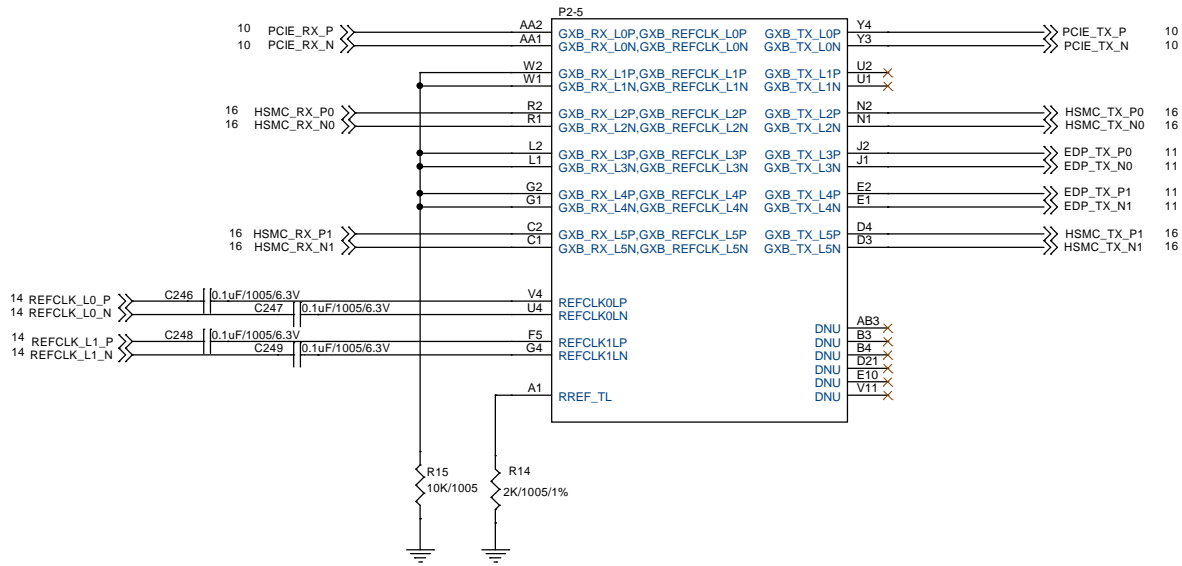 P2-5
10 PCIE_RX_P AA2 GXB_RX_L0P,GXB_REFCLK_L0P GXB_TX_L0P Y4 PCIE_TX_P 10
10 PCIE_RX_N AA1 GXB_RX_L0N,GXB_REFCLK_L0N GXB_TX_L0N Y3 PCIE_TX_N 10
W2 GXB_RX_L1P,GXB_REFCLK_L1P GXB_TX_L1P U2
W1 GXB_RX_L1N,GXB_REFCLK_L1N GXB_TX_L1N U1
16 HSMC_RX_P0 R2 GXB_RX_L2P,GXB_REFCLK_L2P GXB_TX_L2P N2 HSMC_TX_P0 16
16 HSMC_RX_N0 R1 GXB_RX_L2N,GXB_REFCLK_L2N GXB_TX_L2N N1 HSMC_TX_N0 16
L2 GXB_RX_L3P,GXB_REFCLK_L3P GXB_TX_L3P J2 EDP_TX_P0 11
L1 GXB_RX_L3N,GXB_REFCLK_L3N GXB_TX_L3N J1 EDP_TX_N0 11
G2 GXB_RX_L4P,GXB_REFCLK_L4P GXB_TX_L4P E2 EDP_TX_P1 11
G1 GXB_RX_L4N,GXB_REFCLK_L4N GXB_TX_L4N E1 EDP_TX_N1 11
16 HSMC_RX_P1 C2 GXB_RX_L5P,GXB_REFCLK_L5P GXB_TX_L5P D4 HSMC_TX_P1 16
16 HSMC_RX_N1 C1 GXB_RX_L5N,GXB_REFCLK_L5N GXB_TX_L5N D3 HSMC_TX_N1 16
14 REFCLK_L0_P C246 0.1uF/1005/6.3V V4 REFCLK0LP
14 REFCLK_L0_N C247 0.1uF/1005/6.3V U4 REFCLK0LN
DNU AB3
14 REFCLK_L1_P C248 0.1uF/1005/6.3V F5 REFCLK1LP DNU B3
14 REFCLK_L1_N C249 0.1uF/1005/6.3V G4 REFCLK1LN DNU B4
DNU D21
DNU E10
A1 RREF_TL DNU V11
R15
10K/1005
R14
2K/1005/1%